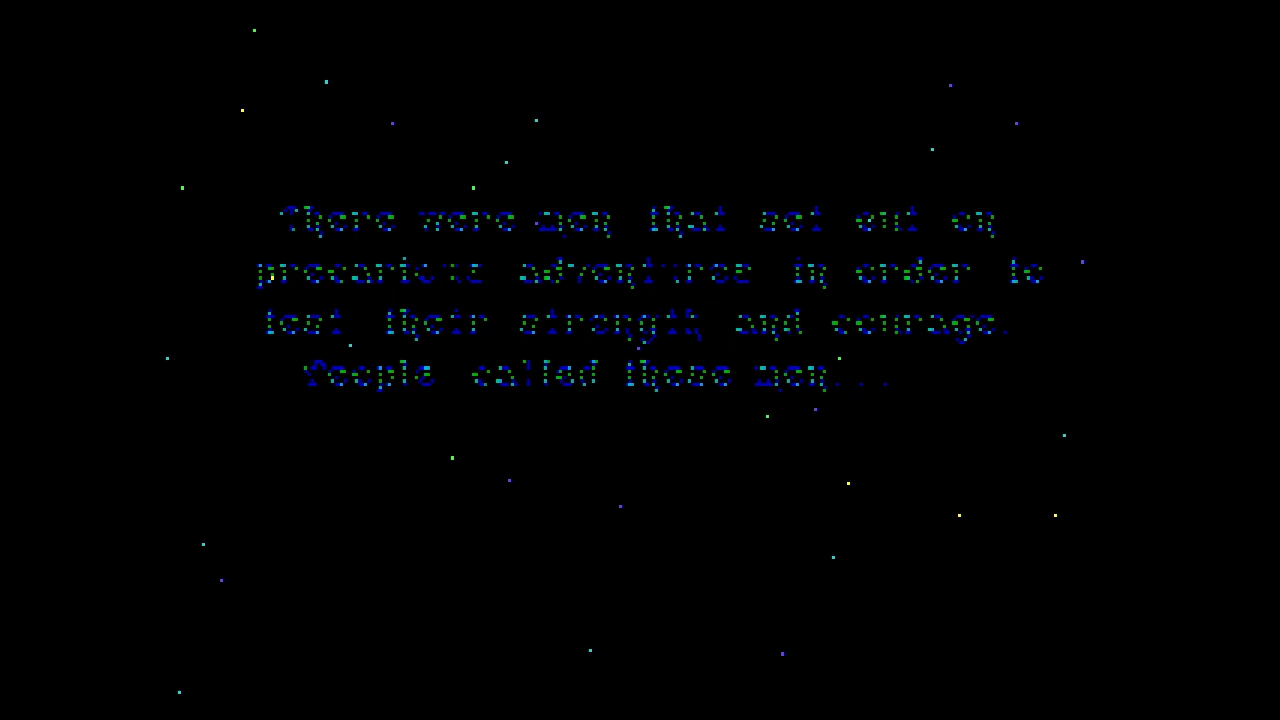 There were men that set out on
precarious adventures in order to
test their strength and courage.
People called these men...